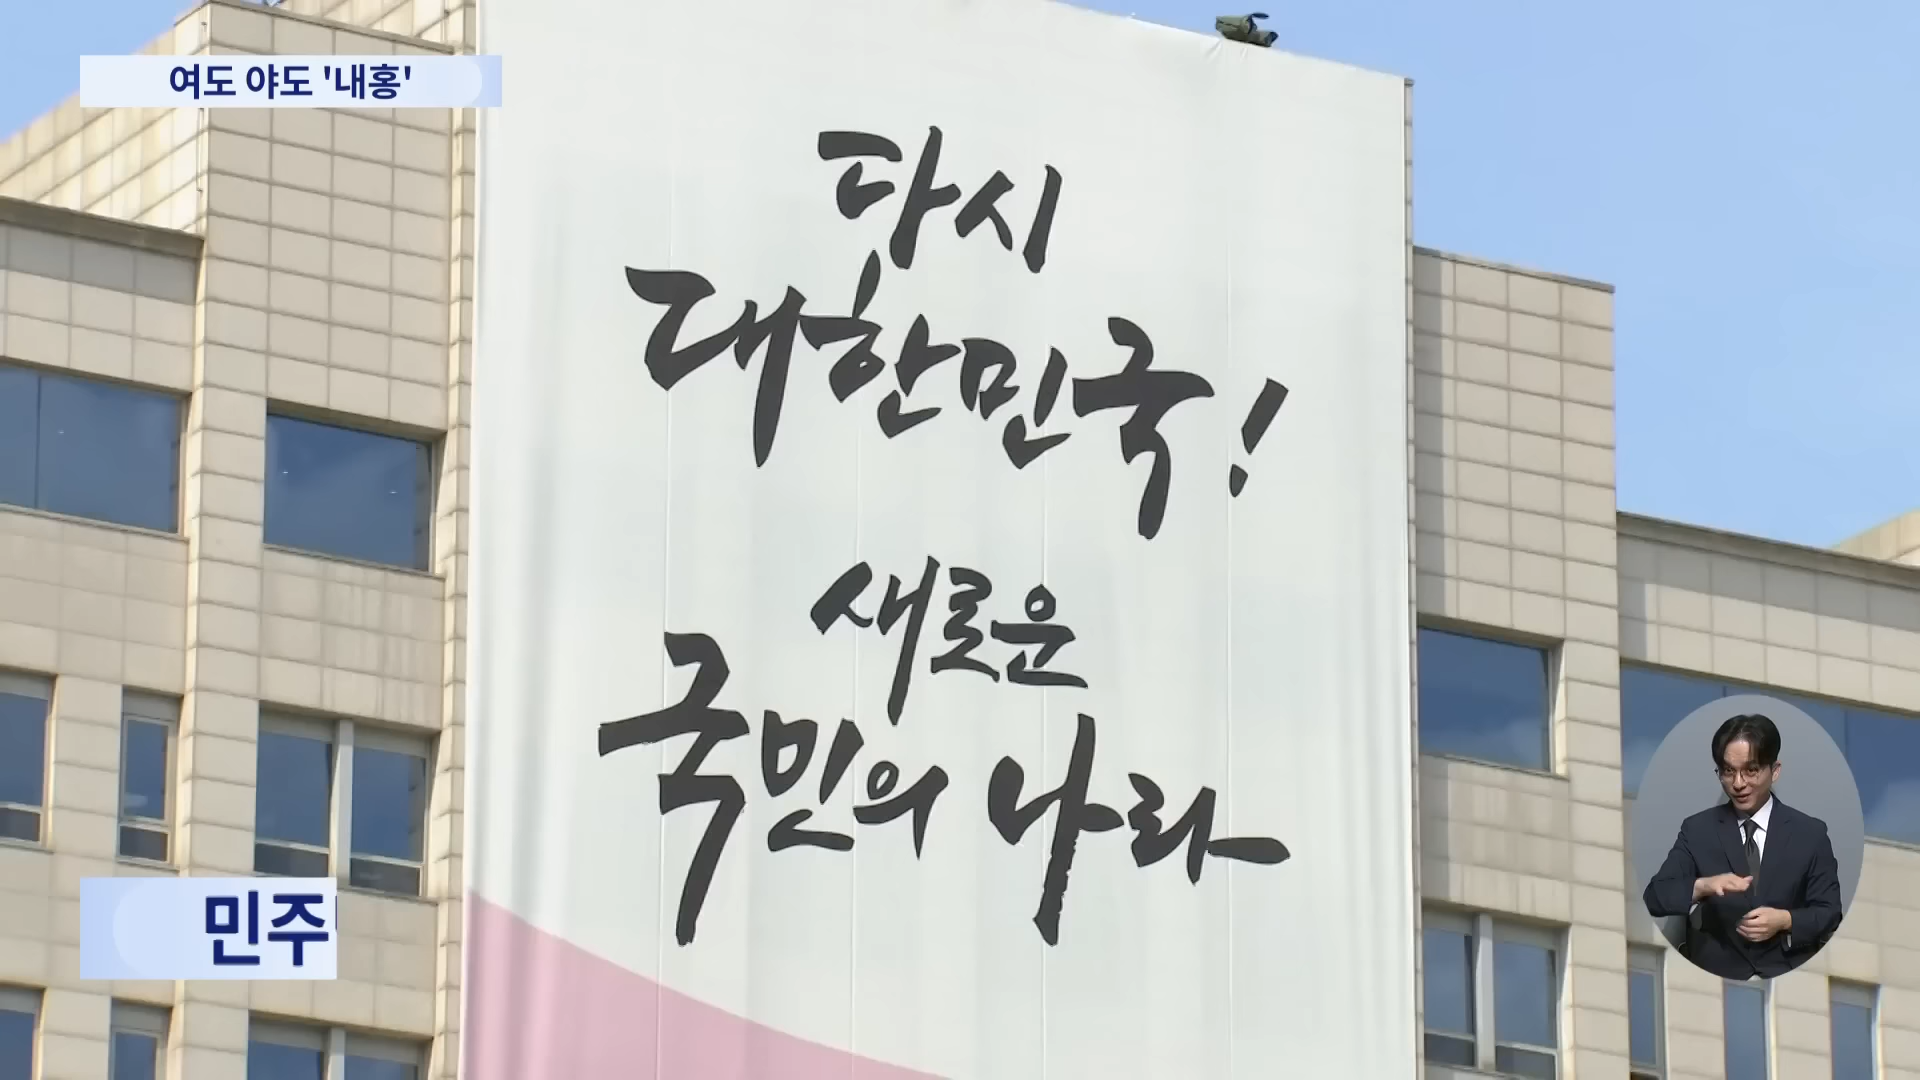 여도 야도 '내홍'
다시
대한민국!
새로운
국민의 나라
민주